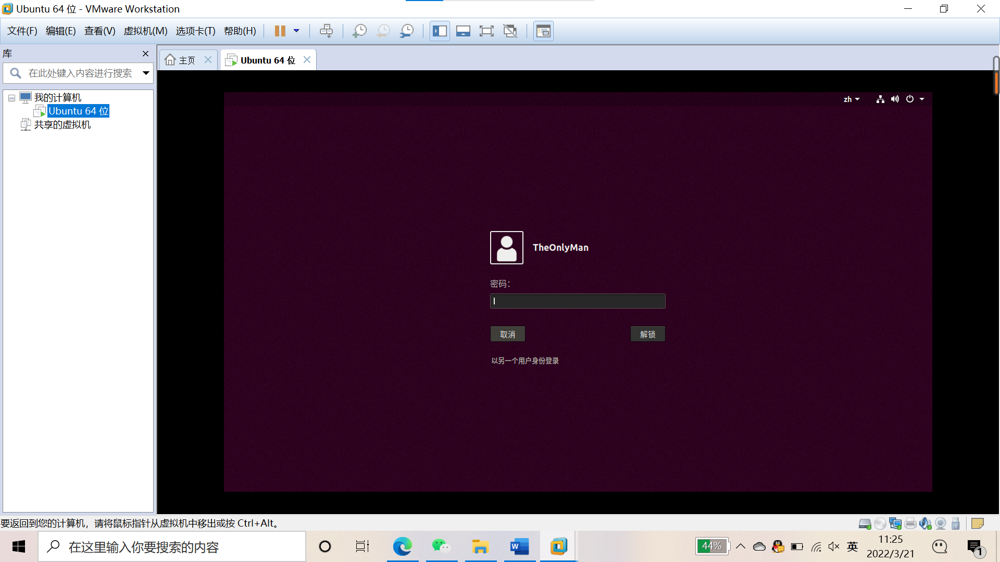 Ubuntu 64 位 - VMware Workstation
文件(F) 编辑(E) 查看(V) 虚拟机(M) 选项卡(T) 帮助(H)
库
主页
Ubuntu 64 位
在此处键入内容进行搜索
我的计算机
Ubuntu 64 位
共享的虚拟机
zh
TheOnlyMan
密码:
取消
解锁
以另一个用户身份登录
要返回到您的计算机，请将鼠标指针从虚拟机中移出或按 Ctrl+Alt。
在这里输入你要搜索的内容
W
44%
英
11:25
2022/3/21
1